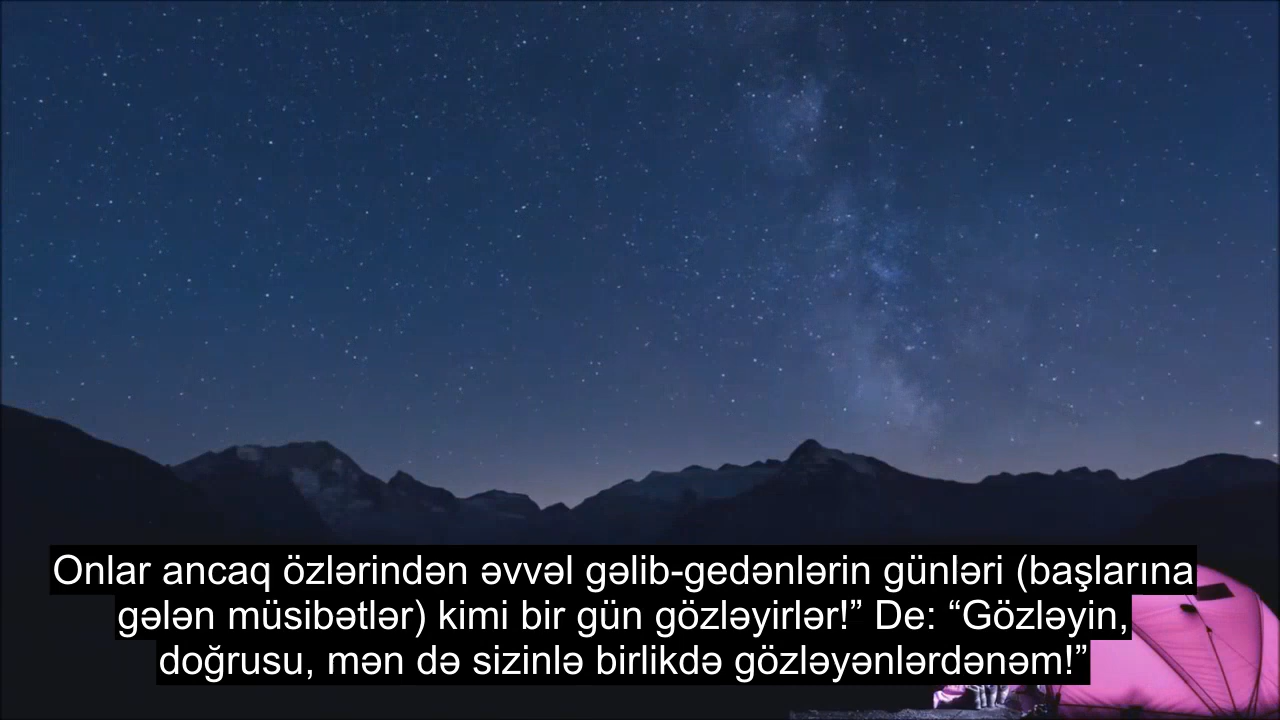 Onlar ancaq özlərindən əvvəl gəlib-gedənlərin günləri (başlarına
gələn müsibətlər) kimi bir gün gözləyirlər!” De: “Gözləyin,
doğrusu, mən də sizinlə birlikdə gözləyənlərdənəm!”